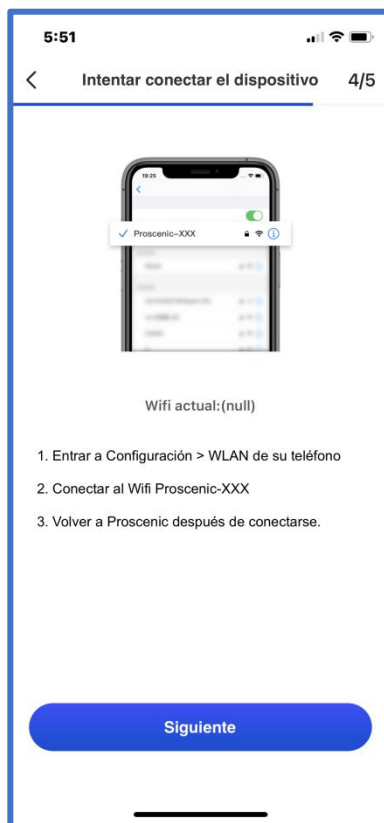 5:51
Intentar conectar el dispositivo 4/5
19:25
Proscenic-XXX
Wifi actual:(null)
1. Entrar a Configuración > WLAN de su teléfono
2. Conectar al Wifi Proscenic-XXX
3. Volver a Proscenic después de conectarse.
Siguiente